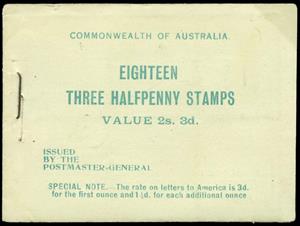 COMMONWEALTH OF AUSTRALIA
EIGHTEEN
THREE HALFPENNY STAMPS
VALUE 2s. 3d.
ISSUED
BY THE
POSTMASTER-GENERAL
SPECIAL NOTE.—The rate on letters to America is 3d.
for the first ounce and 1½d. for each additional ounce